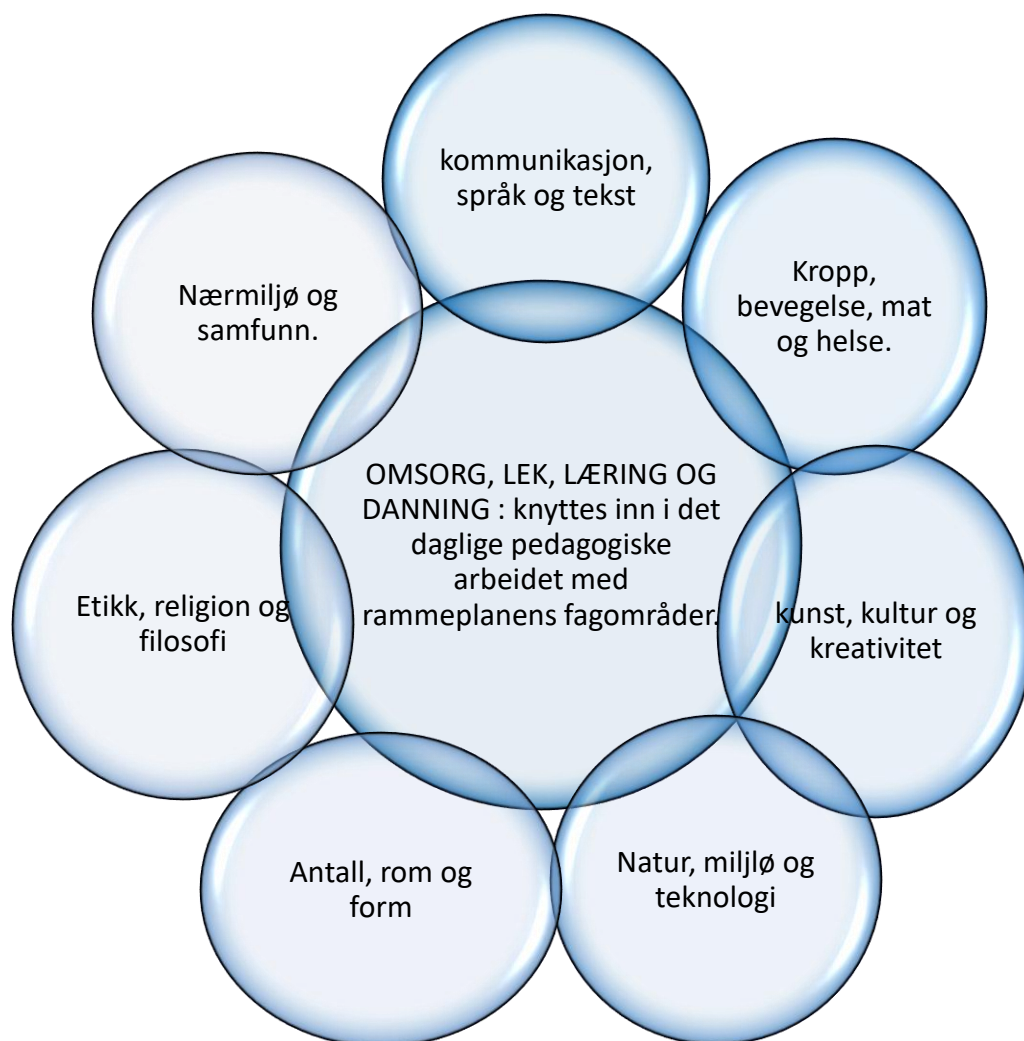 kommunikasjon,
språk og tekst
Kropp,
bevegelse, mat
og helse.
Nærmiljø og
samfunn.
OMSORG, LEK, LÆRING OG
DANNING : knyttes inn i det
daglige pedagogiske
arbeidet med
rammeplanens fagområder.
kunst, kultur og
kreativitet
Etikk, religion og
filosofi
Natur, miljlø og
teknologi
Antall, rom og
form